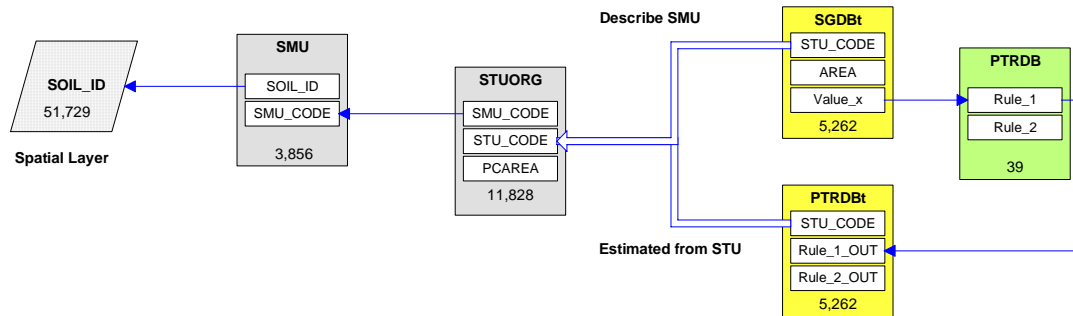 Describe SMU
SOIL_ID
51,729
Spatial Layer
SMU
SOIL_ID
SMU_CODE
3,856
STUORG
SMU_CODE
STU_CODE
PCAREA
11,828
SGDBt
STU_CODE
AREA
Value_x
5,262
PTRDB
Rule_1
Rule_2
39
Estimated from STU
PTRDBt
STU_CODE
Rule_1_OUT
Rule_2_OUT
5,262